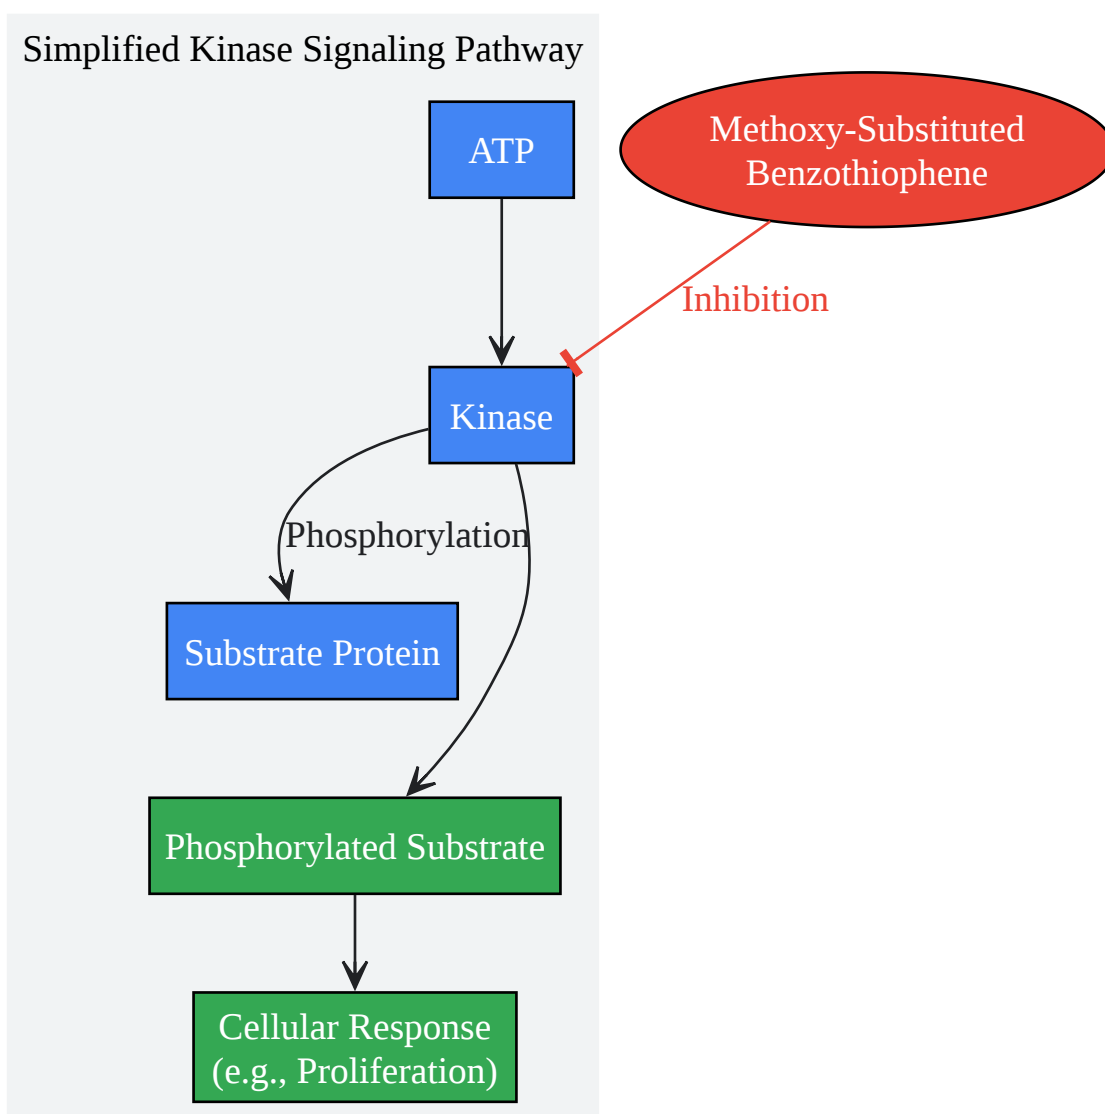 Simplified Kinase Signaling Pathway
ATP
Methoxy-Substituted
Benzothiophene
Inhibition
Kinase
Phosphorylation
Substrate Protein
Phosphorylated Substrate
Cellular Response
(e.g., Proliferation)